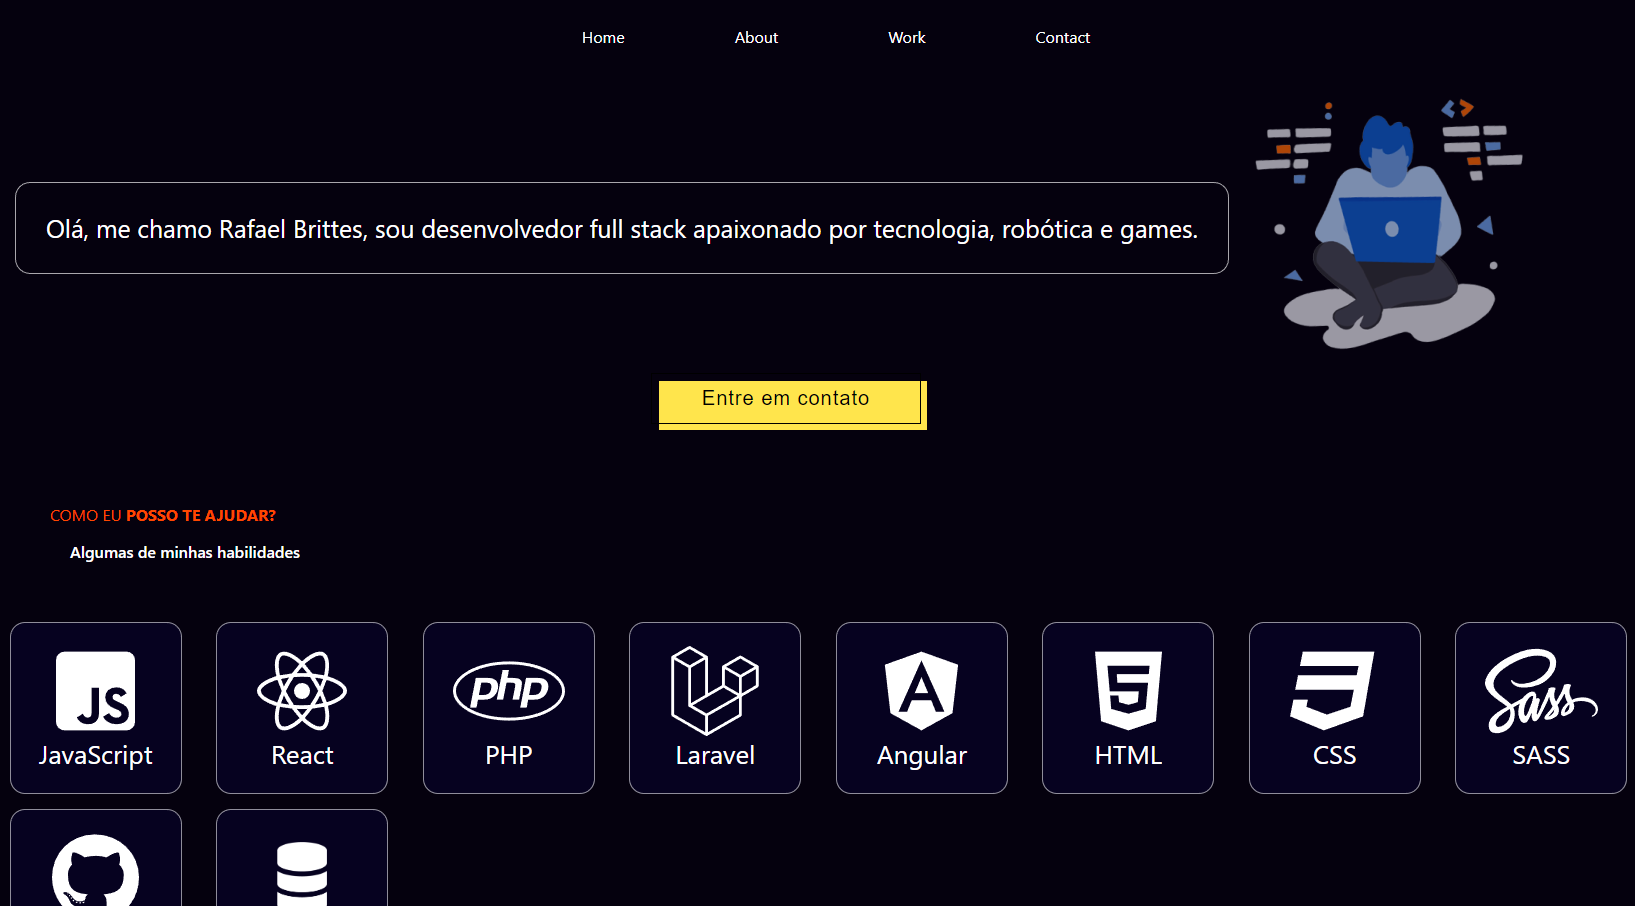 Home About Work Contact
Olá, me chamo Rafael Brittes, sou desenvolvedor full stack apaixonado por tecnologia, robótica e games.
Entre em contato
COMO EU POSSO TE AJUDAR?
Algumas de minhas habilidades
JS
php
Sass
JavaScript React PHP Laravel Angular HTML CSS SASS